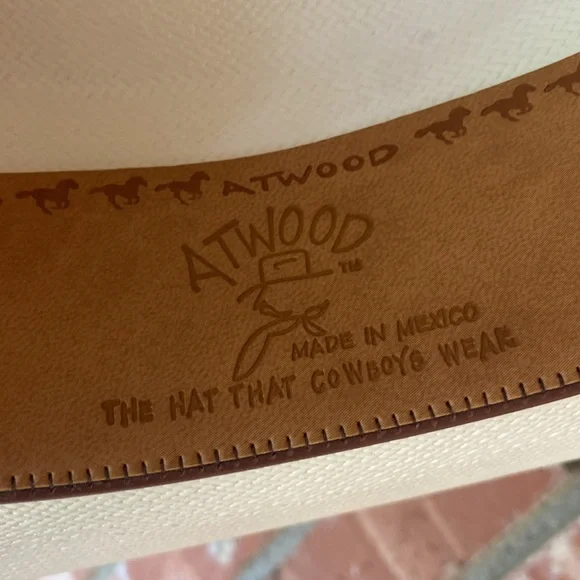 ATWOOD
ATWOOD
TM
MADE IN MEXICO
THE HAT THAT COWBOYS WEAR